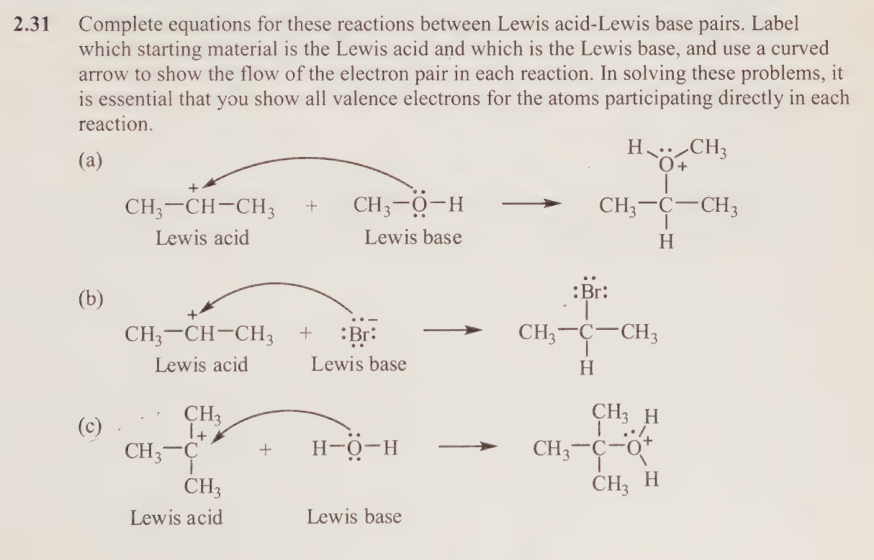 2.31 Complete equations for these reactions between Lewis acid-Lewis base pairs. Label
which starting material is the Lewis acid and which is the Lewis base, and use a curved
arrow to show the flow of the electron pair in each reaction. In solving these problems, it
is essential that you show all valence electrons for the atoms participating directly in each
reaction.
(a)
H CH₃
O+
+
CH₃—CH—CH₃ + CH₃—O—H → CH₃—C—CH₃
Lewis acid Lewis base H
(b)
:Br:
+
CH₃—CH—CH₃ + :Br:⁻ → CH₃—C—CH₃
Lewis acid Lewis base H
(c)
CH₃ CH₃ H
CH₃—C+ + H—O—H → CH₃—C—O+
CH₃ CH₃ H
Lewis acid Lewis base